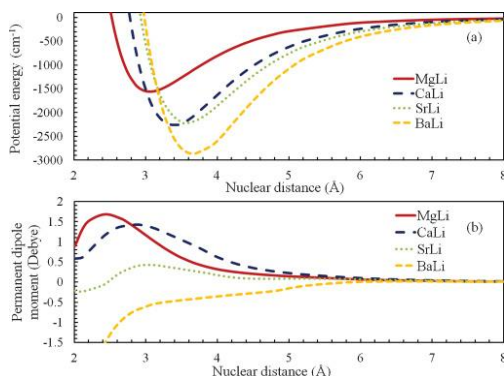 0
-500
-1000
-1500
-2000
-2500
-3000
Potential energy (cm⁻¹)
(a)
MgLi
CaLi
SrLi
BaLi
2 3 4 5 6 7 8
Nuclear distance (Å)
2
1.5
1
0.5
0
-0.5
-1
-1.5
Permanent dipole
moment (Debye)
(b)
MgLi
CaLi
SrLi
BaLi
2 3 4 5 6 7 8
Nuclear distance (Å)